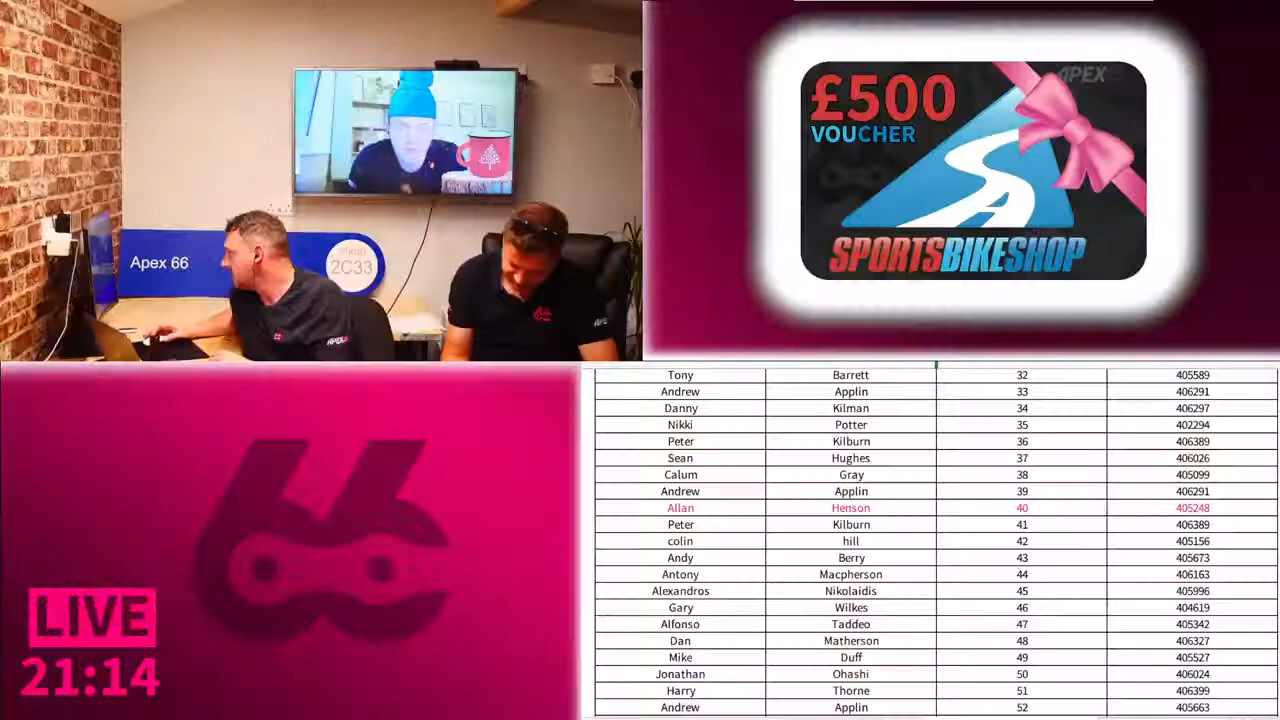 £500
VOUCHER
APEX
SPORTSBIKESHOP
Apex 66
2C33
APEX
Tony Barrett 32 405589
Andrew Applin 33 406291
Danny Kilman 34 406297
Nikki Potter 35 402294
Peter Kilburn 36 406389
Sean Hughes 37 406026
Calum Gray 38 405099
Andrew Applin 39 406291
Allan Henson 40 405248
Peter Kilburn 41 406389
colin hill 42 405156
Andy Berry 43 405673
Antony Macpherson 44 406163
Alexandros Nikolaidis 45 405996
Gary Wilkes 46 404619
Alfonso Taddeo 47 405342
Dan Matherson 48 406327
Mike Duff 49 405527
Jonathan Ohashi 50 406024
Harry Thorne 51 406399
Andrew Applin 52 405663
LIVE
21:14